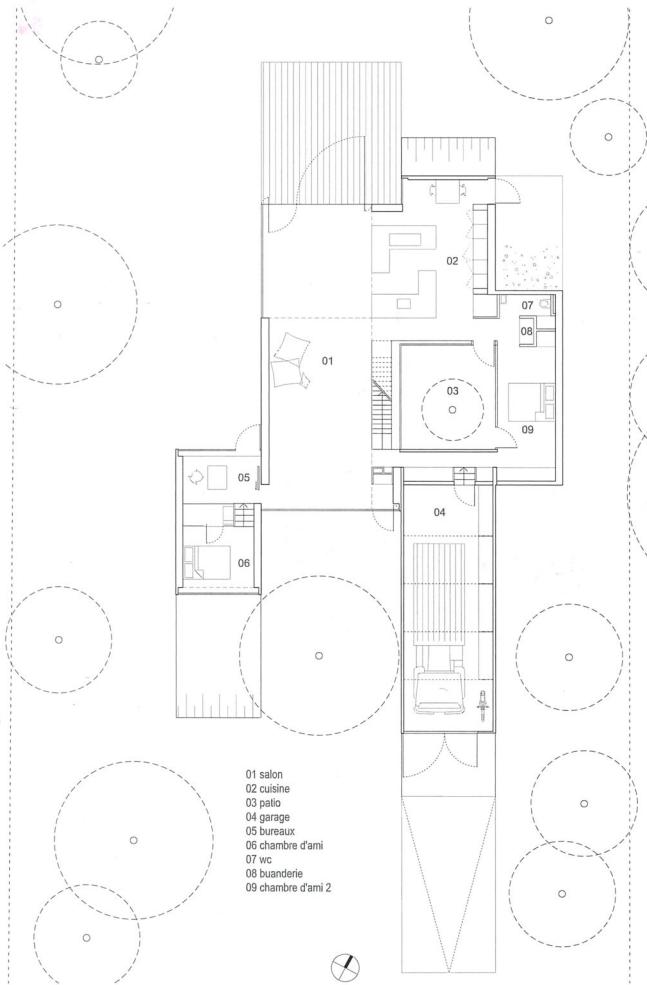 02
07
08
01
03
09
05
04
06
01 salon
02 cuisine
03 patio
04 garage
05 bureaux
06 chambre d'ami
07 wc
08 buanderie
09 chambre d'ami 2